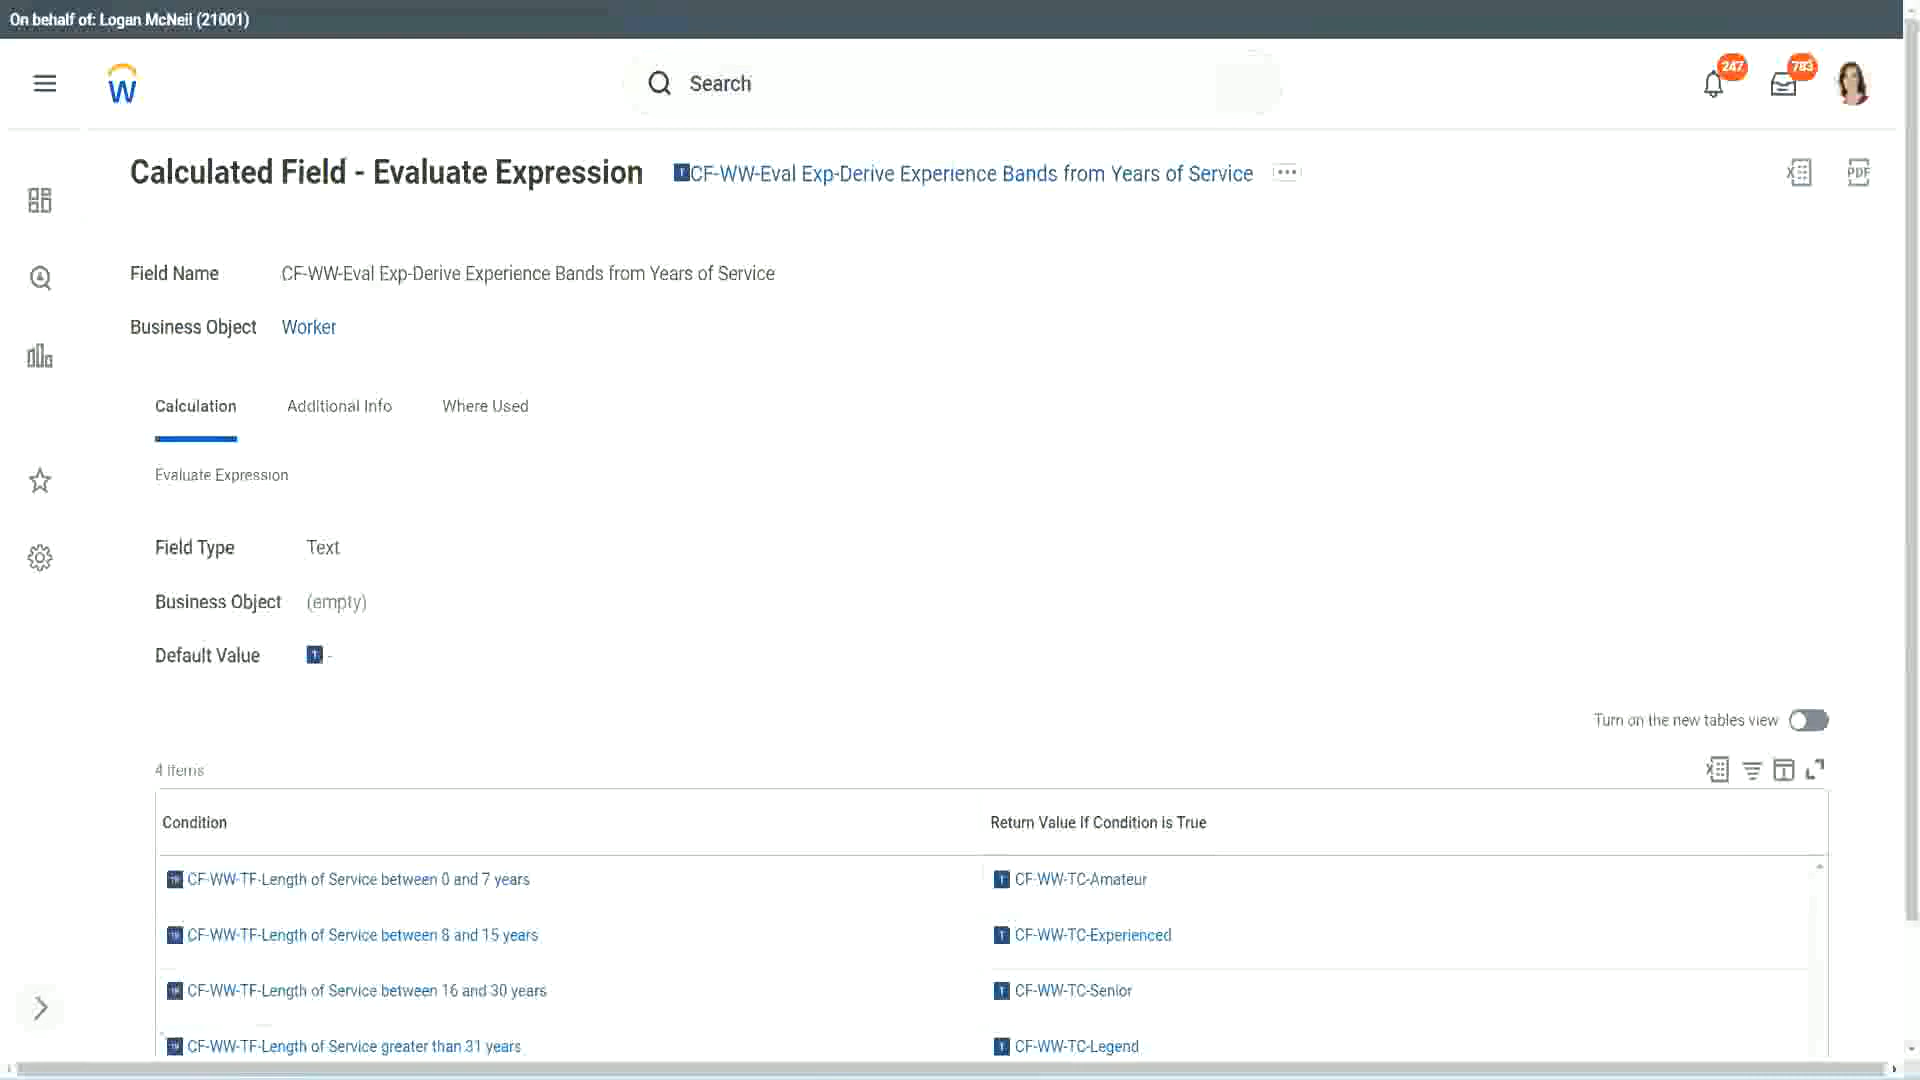 On behalf of: Logan McNeil (21001)
W
Search
247
783
Calculated Field - Evaluate Expression
CF-WW-Eval Exp-Derive Experience Bands from Years of Service
X
PDF
Field Name CF-WW-Eval Exp-Derive Experience Bands from Years of Service
Business Object Worker
Calculation Additional Info Where Used
Evaluate Expression
Field Type Text
Business Object (empty)
Default Value -
Turn on the new tables view
4 items
Condition Return Value If Condition is True
CF-WW-TF-Length of Service between 0 and 7 years CF-WW-TC-Amateur
CF-WW-TF-Length of Service between 8 and 15 years CF-WW-TC-Experienced
CF-WW-TF-Length of Service between 16 and 30 years CF-WW-TC-Senior
CF-WW-TF-Length of Service greater than 31 years CF-WW-TC-Legend